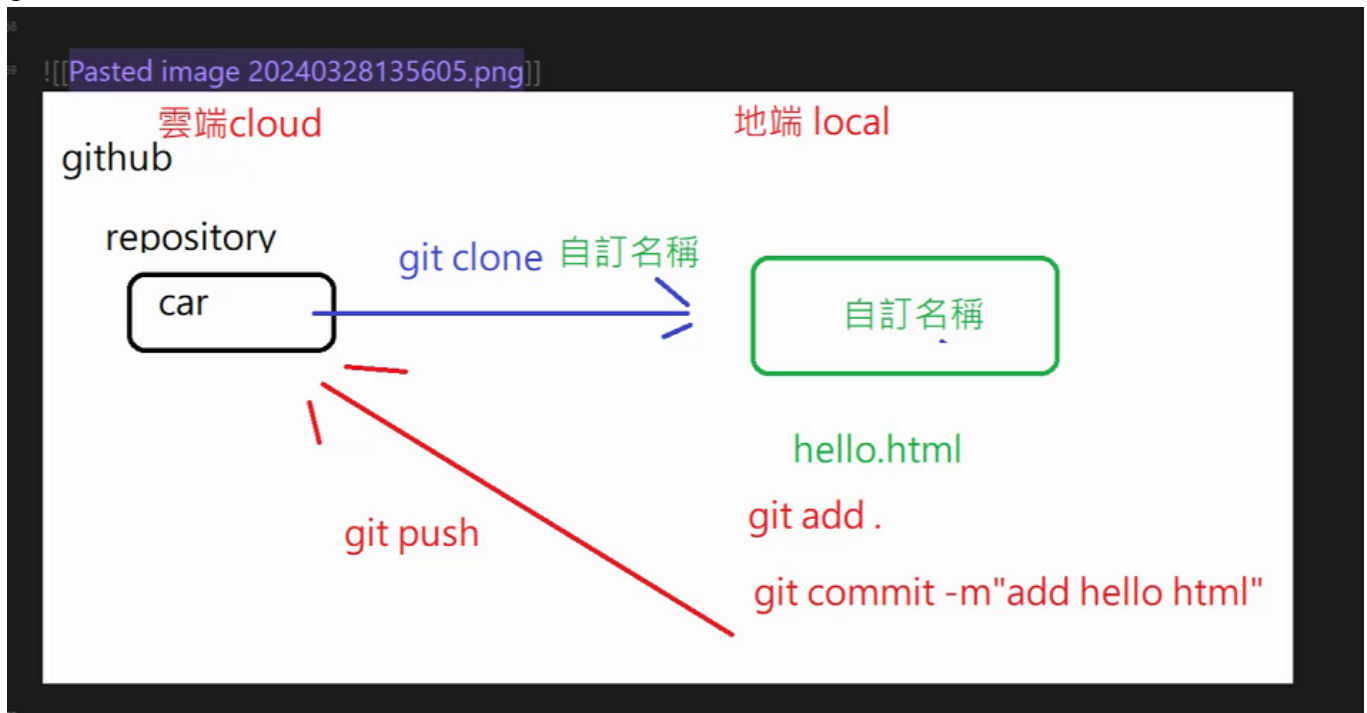 58
59
![[Pasted image 20240328135605.png]]
雲端cloud
地端 local
github
repository
git clone 自訂名稱
car
自訂名稱
hello.html
git add .
git push
git commit -m"add hello html"